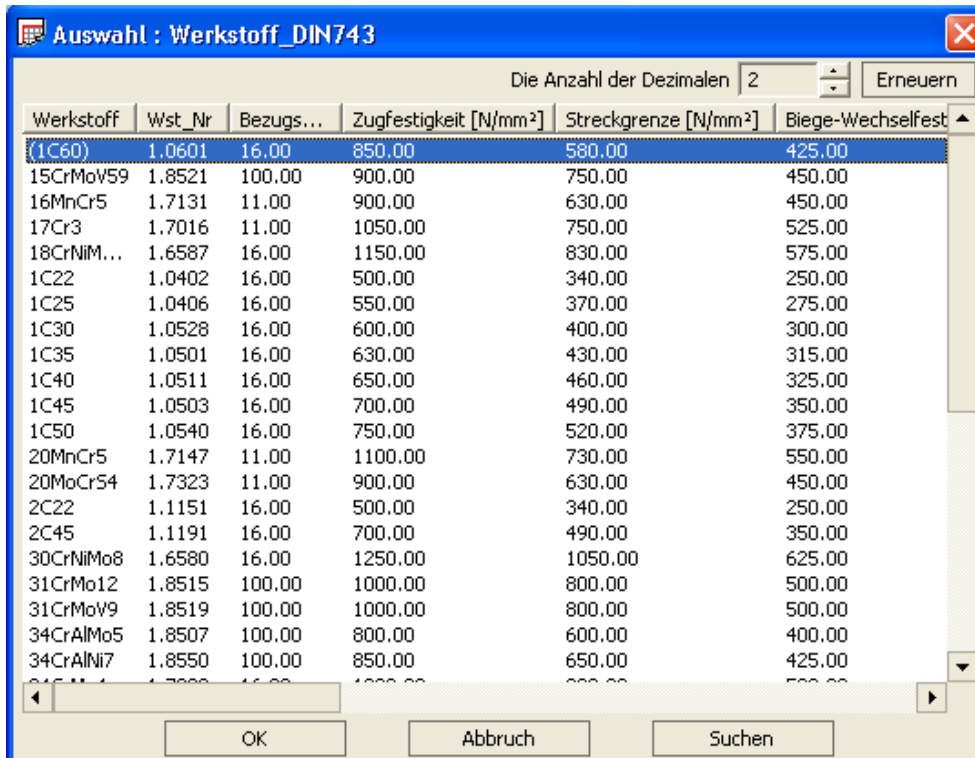 Auswahl : Werkstoff_DIN743
Die Anzahl der Dezimalen 2 Erneuern
Werkstoff Wst_Nr Bezugs... Zugfestigkeit [N/mm²] Streckgrenze [N/mm²] Biege-Wechselfest
(1C60) 1.0601 16.00 850.00 580.00 425.00
15CrMoV59 1.8521 100.00 900.00 750.00 450.00
16MnCr5 1.7131 11.00 900.00 630.00 450.00
17Cr3 1.7016 11.00 1050.00 750.00 525.00
18CrNiM... 1.6587 16.00 1150.00 830.00 575.00
1C22 1.0402 16.00 500.00 340.00 250.00
1C25 1.0406 16.00 550.00 370.00 275.00
1C30 1.0528 16.00 600.00 400.00 300.00
1C35 1.0501 16.00 630.00 430.00 315.00
1C40 1.0511 16.00 650.00 460.00 325.00
1C45 1.0503 16.00 700.00 490.00 350.00
1C50 1.0540 16.00 750.00 520.00 375.00
20MnCr5 1.7147 11.00 1100.00 730.00 550.00
20MoCrS4 1.7323 11.00 900.00 630.00 450.00
2C22 1.1151 16.00 500.00 340.00 250.00
2C45 1.1191 16.00 700.00 490.00 350.00
30CrNiMo8 1.6580 16.00 1250.00 1050.00 625.00
31CrMo12 1.8515 100.00 1000.00 800.00 500.00
31CrMoV9 1.8519 100.00 1000.00 800.00 500.00
34CrAlMo5 1.8507 100.00 800.00 600.00 400.00
34CrAlNi7 1.8550 100.00 850.00 650.00 425.00
OK Abbruch Suchen